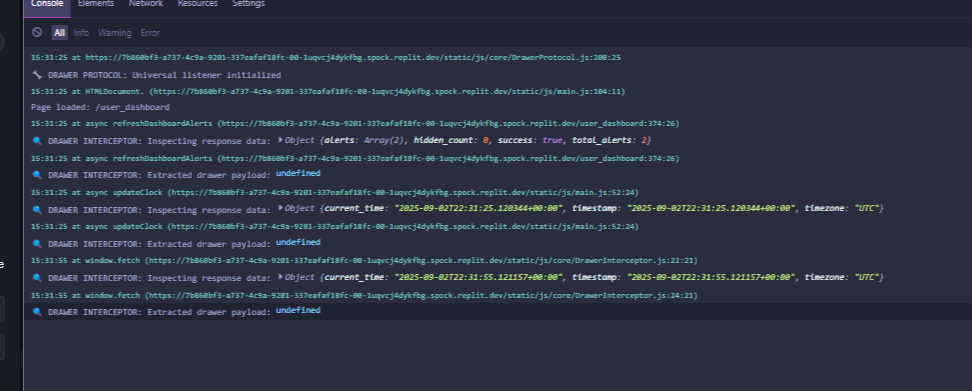 Console Elements Network Resources Settings
All Info Warning Error
15:31:25 at https://7b860bf3-a737-4c9a-9201-337eafaf18fc-00-1uqvcj4dykfbg.spock.replit.dev/static/js/core/DrawerProtocol.js:200:25
DRAWER PROTOCOL: Universal listener initialized
15:31:25 at HTMLDocument. (https://7b860bf3-a737-4c9a-9201-337eafaf18fc-00-1uqvcj4dykfbg.spock.replit.dev/static/js/main.js:104:11)
Page loaded: /user_dashboard
15:31:25 at async refreshDashboardAlerts (https://7b860bf3-a737-4c9a-9201-337eafaf18fc-00-1uqvcj4dykfbg.spock.replit.dev/user_dashboard:374:26)
DRAWER INTERCEPTOR: Inspecting response data: Object {alerts: Array(2), hidden_count: 0, success: true, total_alerts: 2}
15:31:25 at async refreshDashboardAlerts (https://7b860bf3-a737-4c9a-9201-337eafaf18fc-00-1uqvcj4dykfbg.spock.replit.dev/user_dashboard:374:26)
DRAWER INTERCEPTOR: Extracted drawer payload: undefined
15:31:25 at async updateClock (https://7b860bf3-a737-4c9a-9201-337eafaf18fc-00-1uqvcj4dykfbg.spock.replit.dev/static/js/main.js:52:24)
DRAWER INTERCEPTOR: Inspecting response data: Object {current_time: "2025-09-02T22:31:25.120344+00:00", timestamp: "2025-09-02T22:31:25.120344+00:00", timezone: "UTC"}
15:31:25 at async updateClock (https://7b860bf3-a737-4c9a-9201-337eafaf18fc-00-1uqvcj4dykfbg.spock.replit.dev/static/js/main.js:52:24)
DRAWER INTERCEPTOR: Extracted drawer payload: undefined
15:31:55 at window.fetch (https://7b860bf3-a737-4c9a-9201-337eafaf18fc-00-1uqvcj4dykfbg.spock.replit.dev/static/js/core/DrawerInterceptor.js:22:21)
DRAWER INTERCEPTOR: Inspecting response data: Object {current_time: "2025-09-02T22:31:55.121157+00:00", timestamp: "2025-09-02T22:31:55.121157+00:00", timezone: "UTC"}
15:31:55 at window.fetch (https://7b860bf3-a737-4c9a-9201-337eafaf18fc-00-1uqvcj4dykfbg.spock.replit.dev/static/js/core/DrawerInterceptor.js:24:21)
DRAWER INTERCEPTOR: Extracted drawer payload: undefined